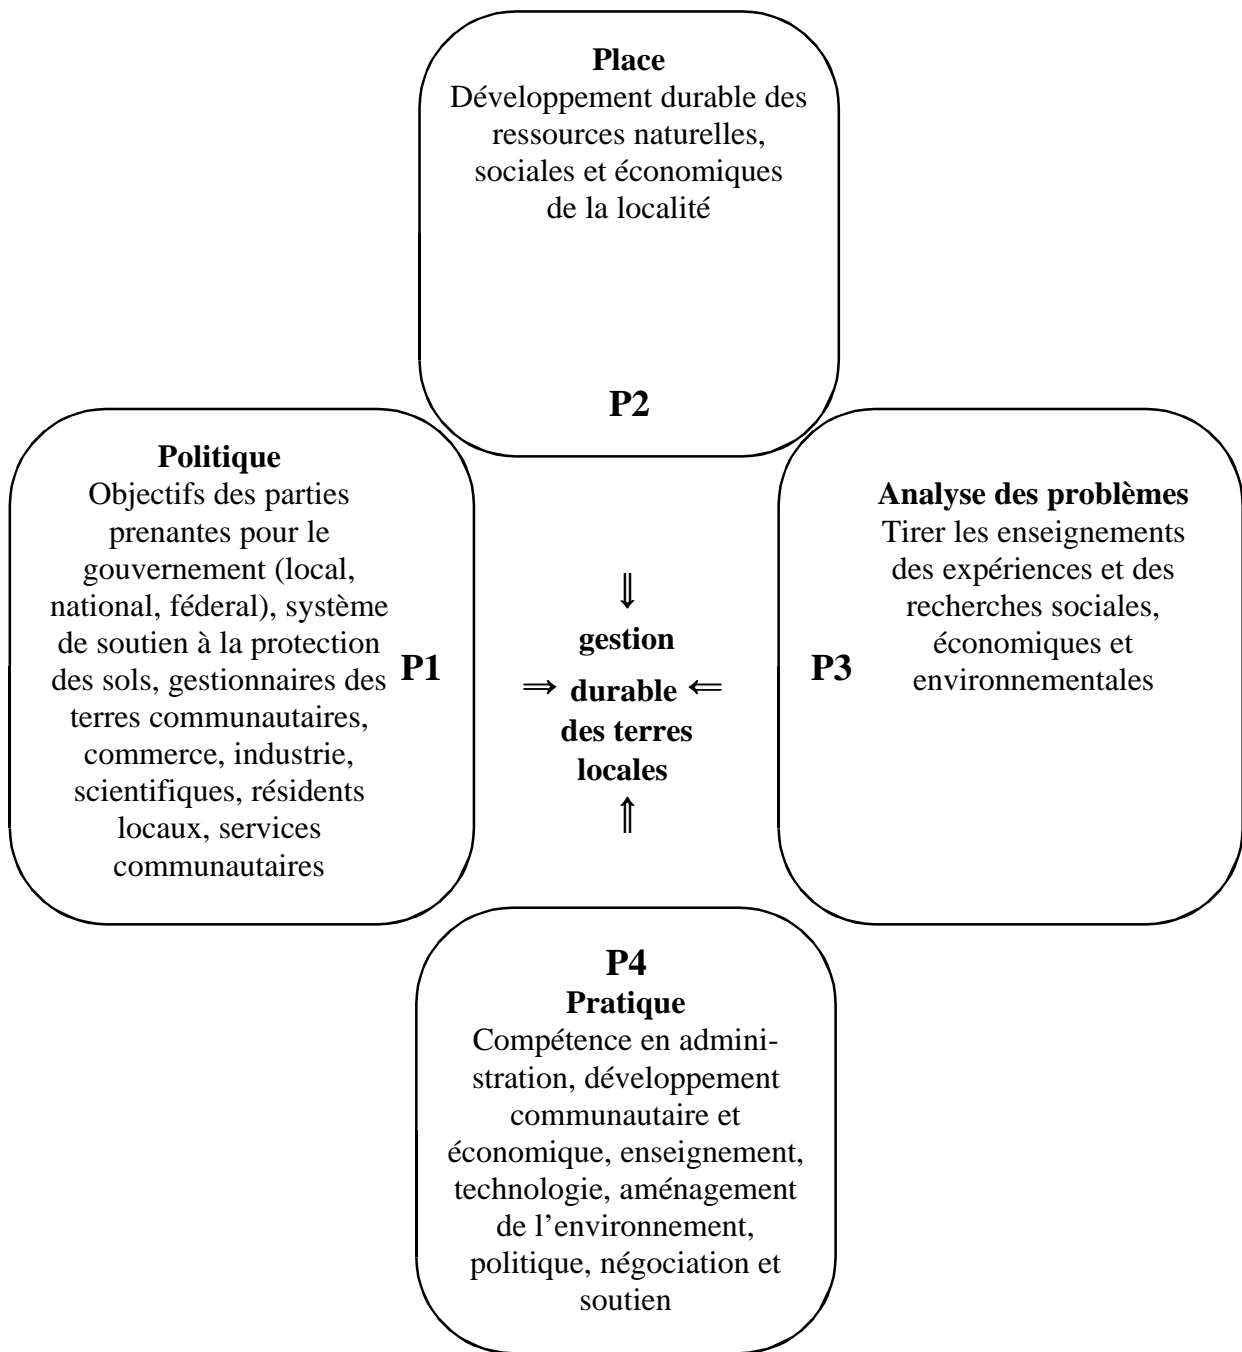 Place
Développement durable des
ressources naturelles,
sociales et économiques
de la localité
P2
Politique
Objectifs des parties
prenantes pour le
gouvernement (local,
national, féderal), système
de soutien à la protection
des sols, gestionnaires des
terres communautaires,
commerce, industrie,
scientifiques, résidents
locaux, services
communautaires
P1
⇓
gestion
⇒ durable ⇐
des terres
locales
⇑
P3
Analyse des problèmes
Tirer les enseignements
des expériences et des
recherches sociales,
économiques et
environnementales
P4
Pratique
Compétence en admini-
stration, développement
communautaire et
économique, enseignement,
technologie, aménagement
de l’environnement,
politique, négociation et
soutien